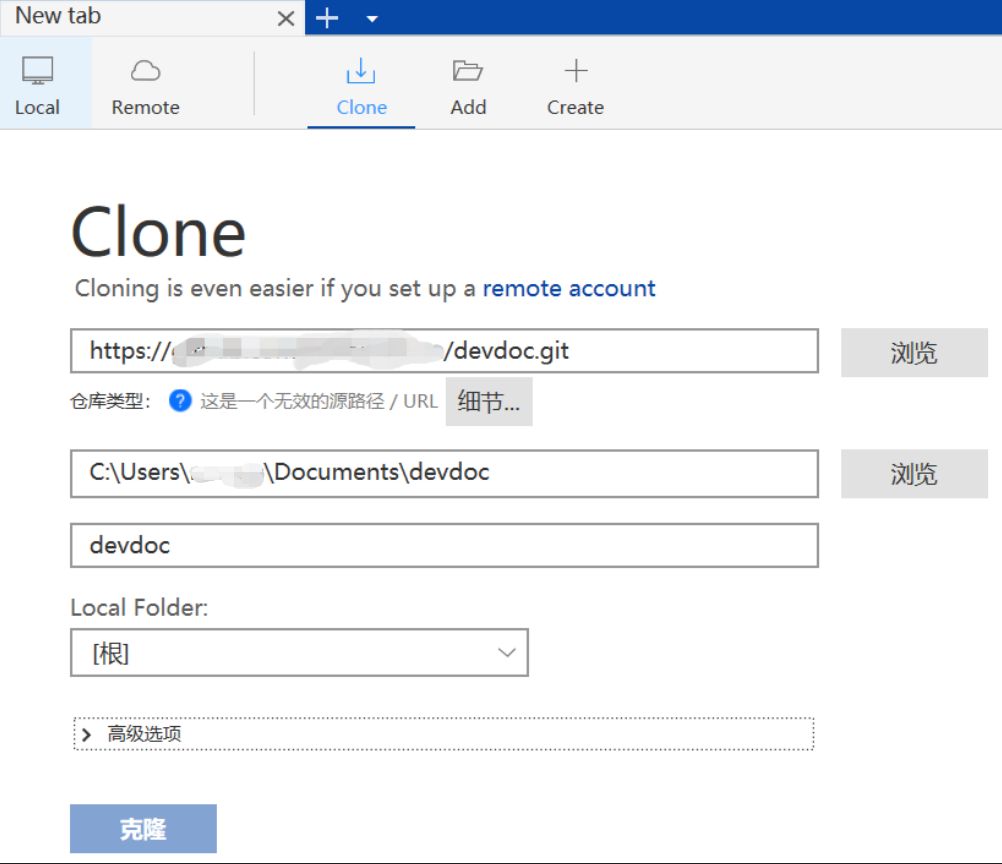 New tab
Local
Remote
Clone
Add
Create
Clone
Cloning is even easier if you set up a remote account
https:// /devdoc.git
浏览
仓库类型: ? 这是一个无效的源路径 / URL 细节...
C:\Users\ \Documents\devdoc
浏览
devdoc
Local Folder:
[根]
高级选项
克隆